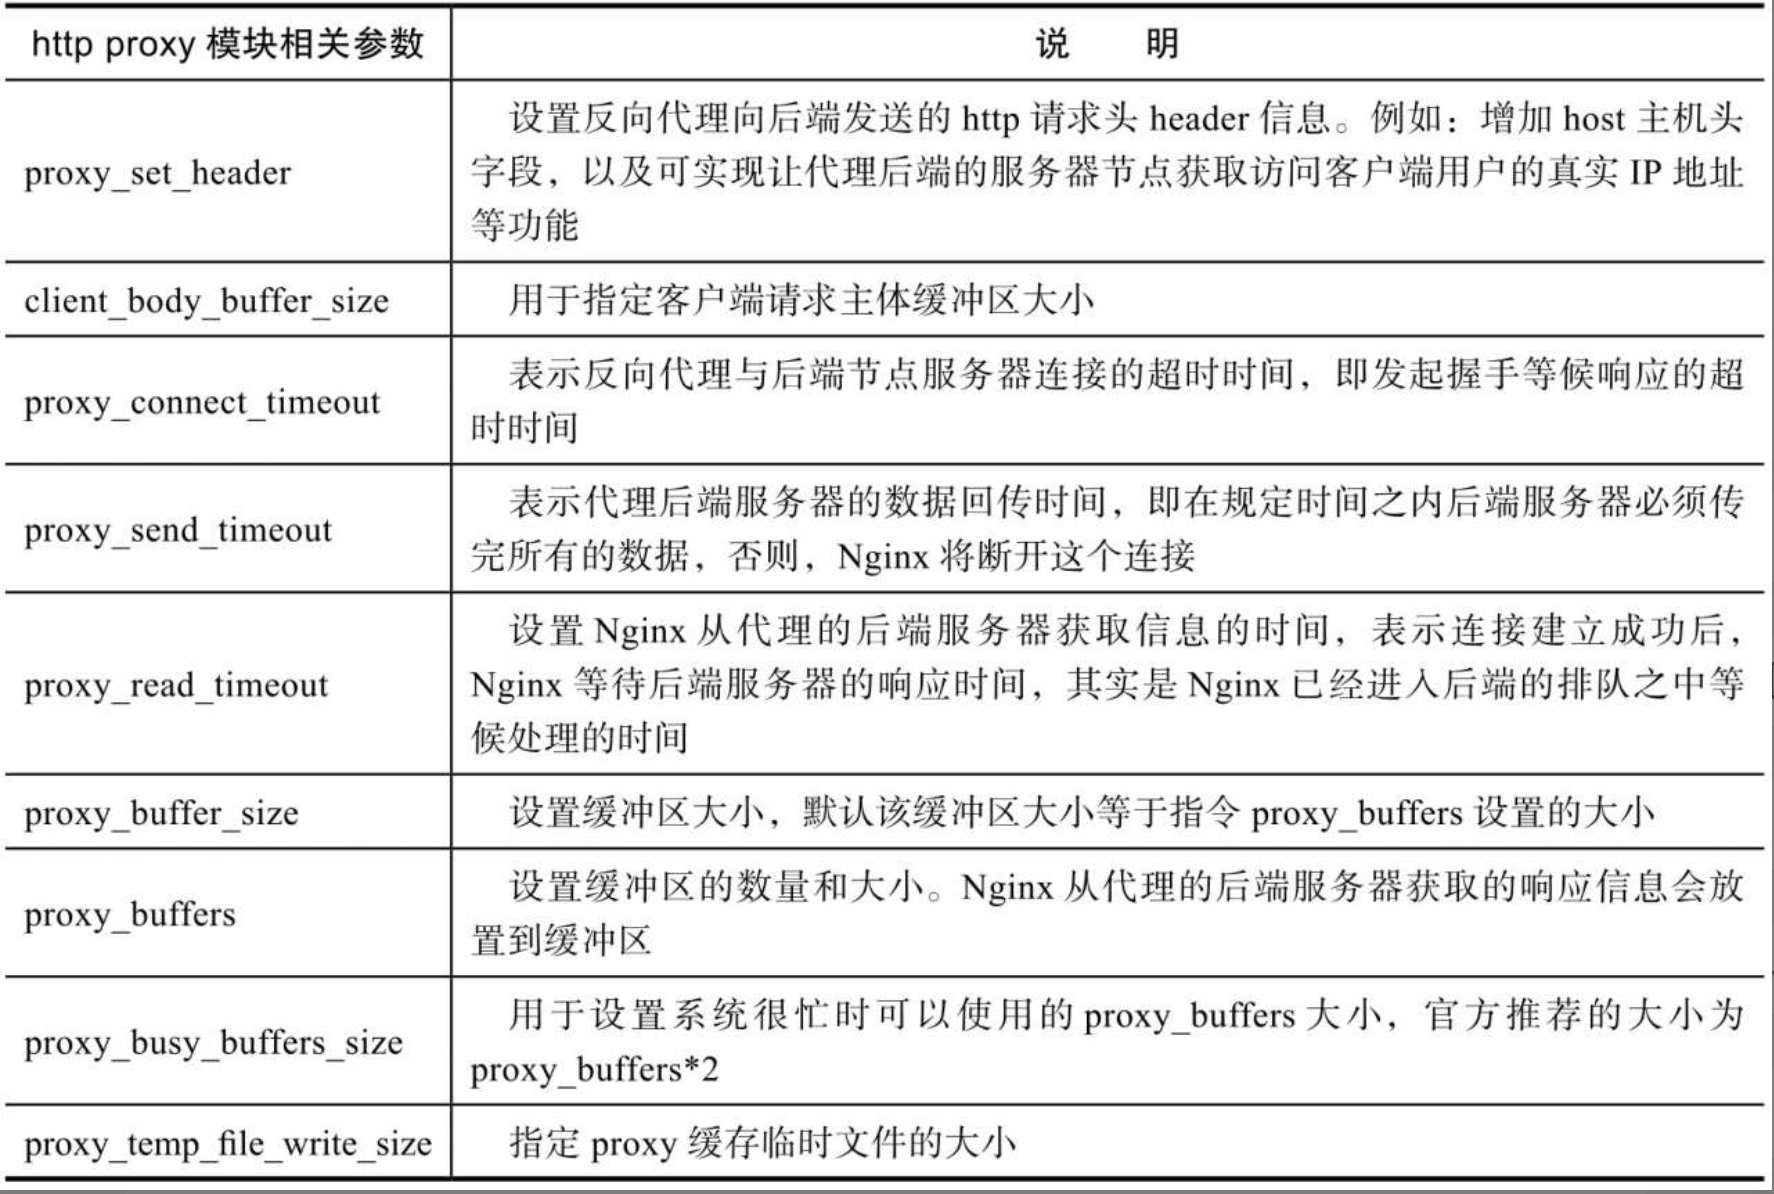 http proxy 模块相关参数
说 明
proxy_set_header
设置反向代理向后端发送的 http 请求头 header 信息。例如：增加 host 主机头
字段，以及可实现让代理后端的服务器节点获取访问客户端用户的真实 IP 地址
等功能
client_body_buffer_size
用于指定客户端请求主体缓冲区大小
proxy_connect_timeout
表示反向代理与后端节点服务器连接的超时时间，即发起握手等候响应的超
时时间
proxy_send_timeout
表示代理后端服务器的数据回传时间，即在规定时间之内后端服务器必须传
完所有的数据，否则，Nginx 将断开这个连接
proxy_read_timeout
设置 Nginx 从代理的后端服务器获取信息的时间，表示连接建立成功后，
Nginx 等待后端服务器的响应时间，其实是 Nginx 已经进入后端的排队之中等
候处理的时间
proxy_buffer_size
设置缓冲区大小，默认该缓冲区大小等于指令 proxy_buffers 设置的大小
proxy_buffers
设置缓冲区的数量和大小。Nginx 从代理的后端服务器获取的响应信息会放
置到缓冲区
proxy_busy_buffers_size
用于设置系统很忙时可以使用的 proxy_buffers 大小，官方推荐的大小为
proxy_buffers*2
proxy_temp_file_write_size
指定 proxy 缓存临时文件的大小